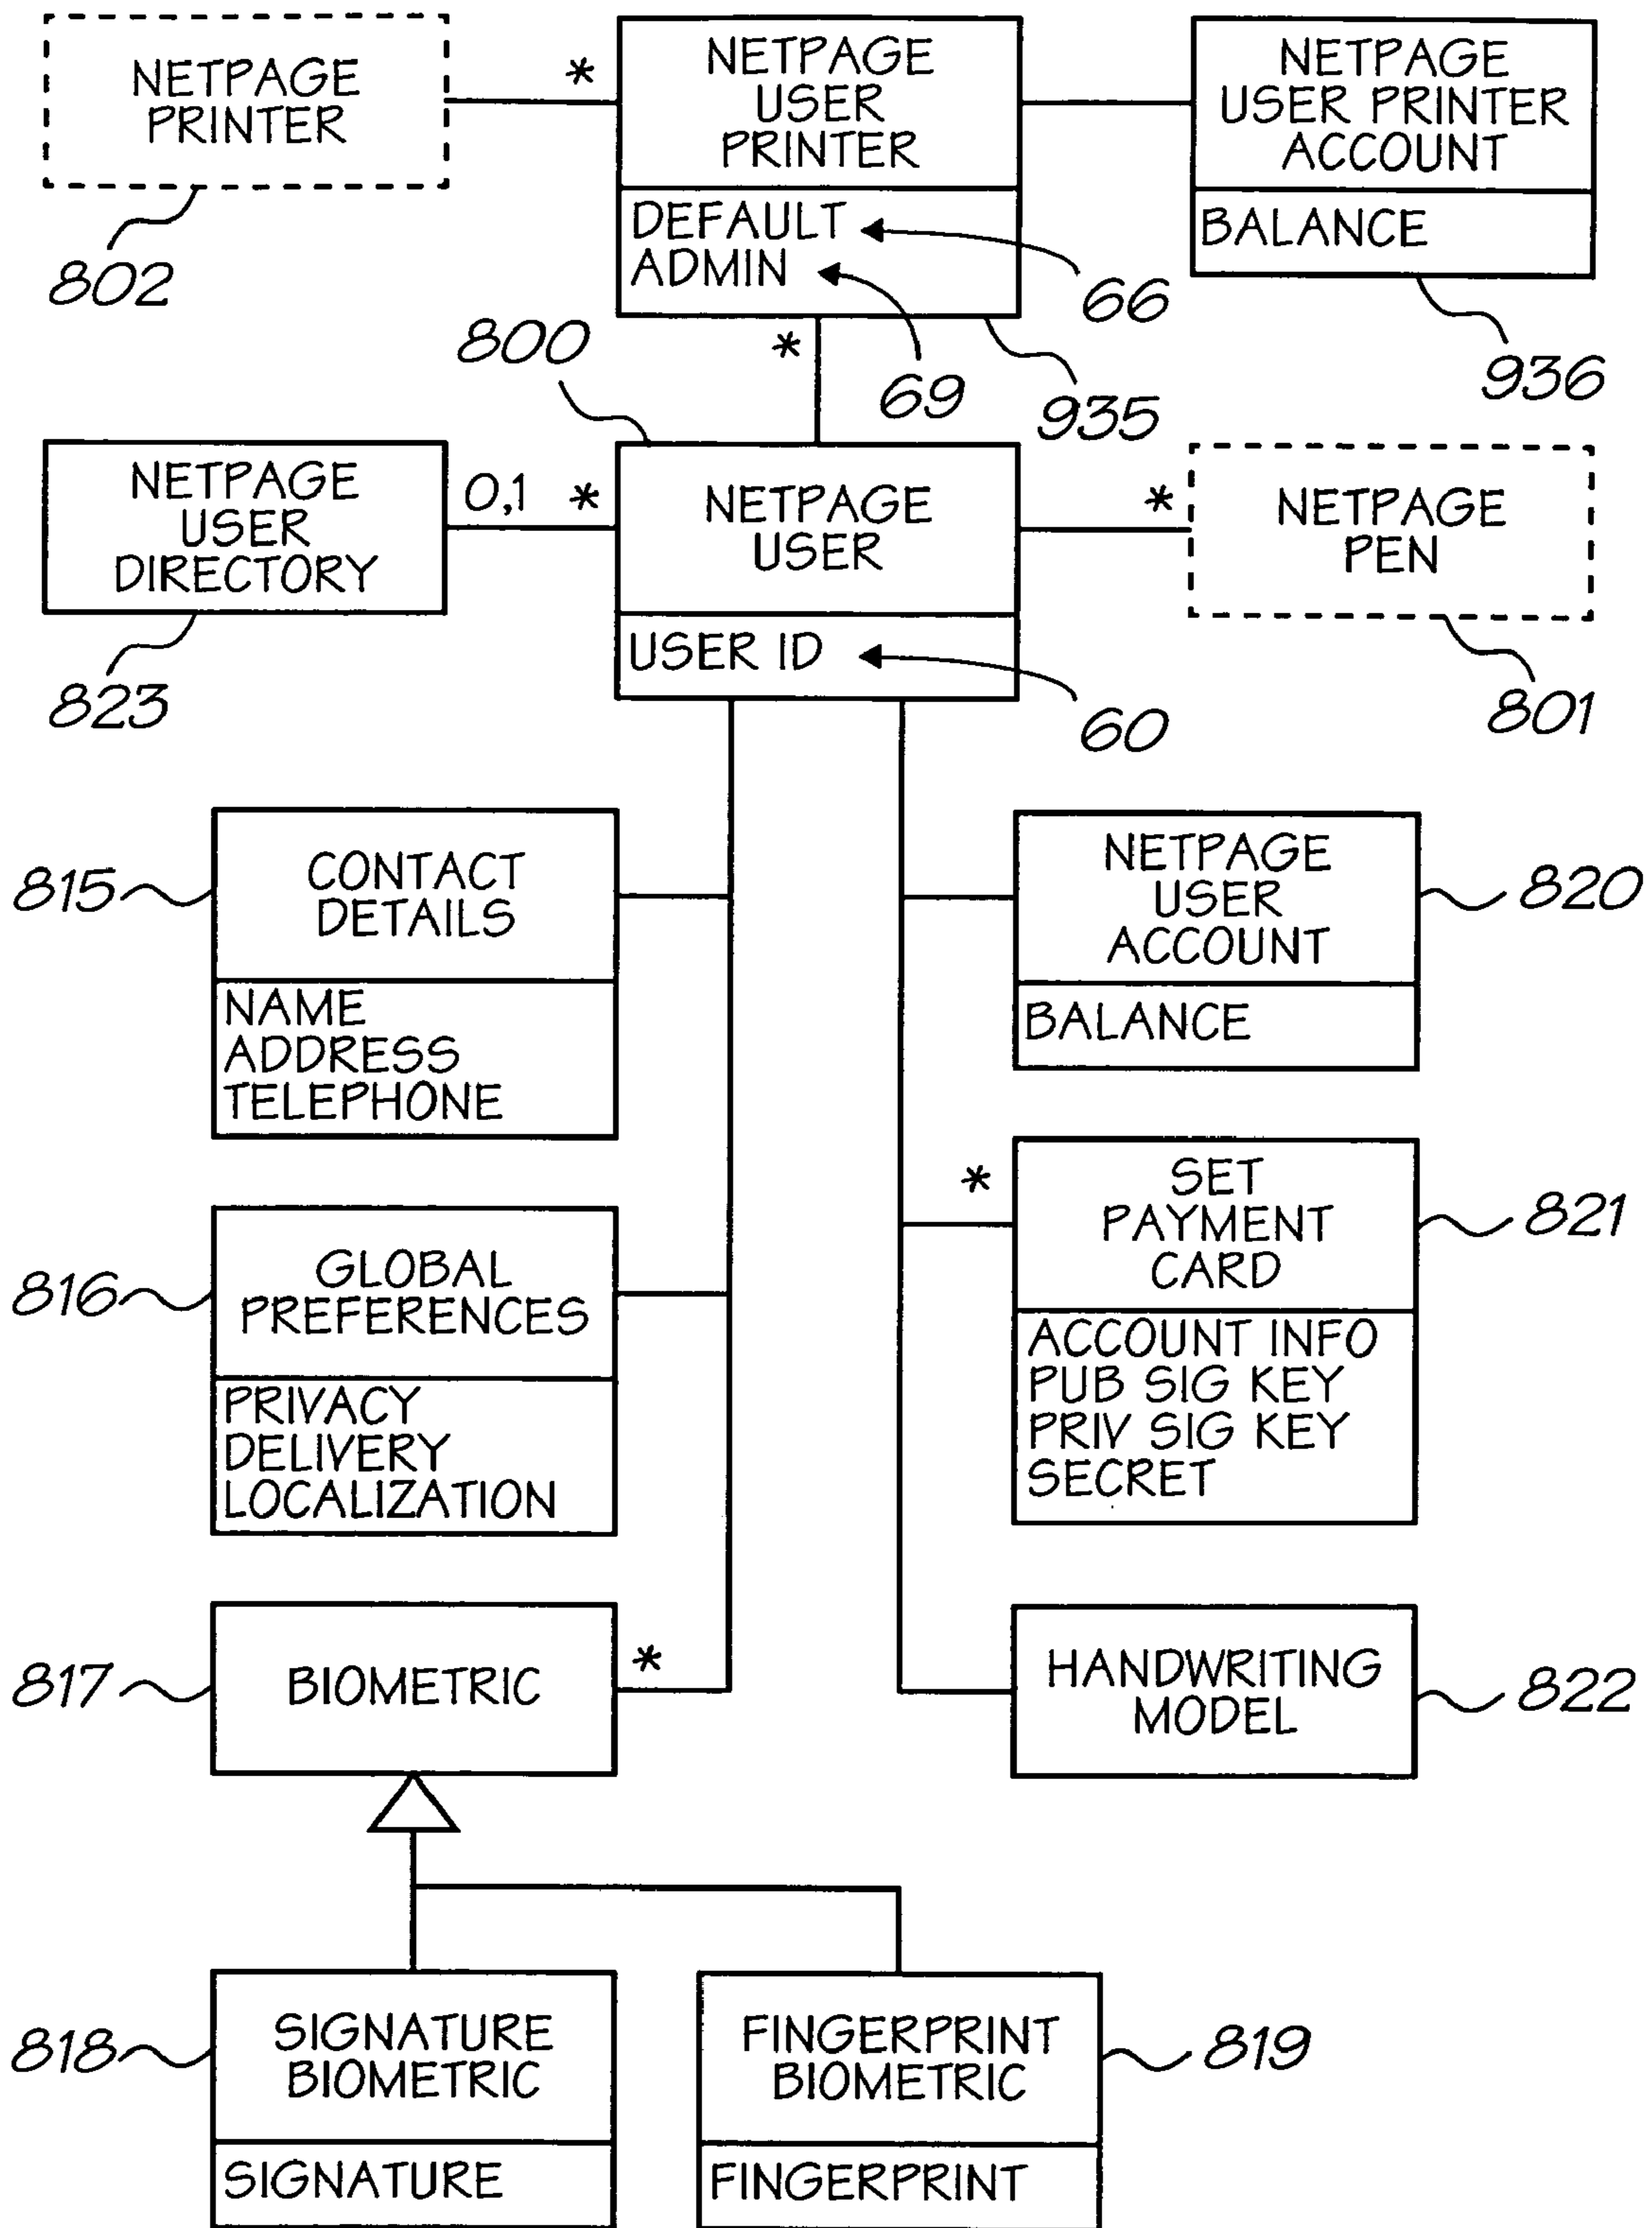 NETPAGE
PRINTER
802
*
NETPAGE
USER
PRINTER
DEFAULT
ADMIN
66
69
935
*
NETPAGE
USER PRINTER
ACCOUNT
BALANCE
936
800
NETPAGE
USER
DIRECTORY
823
0,1 *
NETPAGE
USER
USER ID
60
*
NETPAGE
PEN
801
815
CONTACT
DETAILS
NAME
ADDRESS
TELEPHONE
NETPAGE
USER
ACCOUNT
BALANCE
820
816
GLOBAL
PREFERENCES
PRIVACY
DELIVERY
LOCALIZATION
*
SET
PAYMENT
CARD
ACCOUNT INFO
PUB SIG KEY
PRIV SIG KEY
SECRET
821
817
BIOMETRIC
*
HANDWRITING
MODEL
822
818
SIGNATURE
BIOMETRIC
SIGNATURE
FINGERPRINT
BIOMETRIC
FINGERPRINT
819